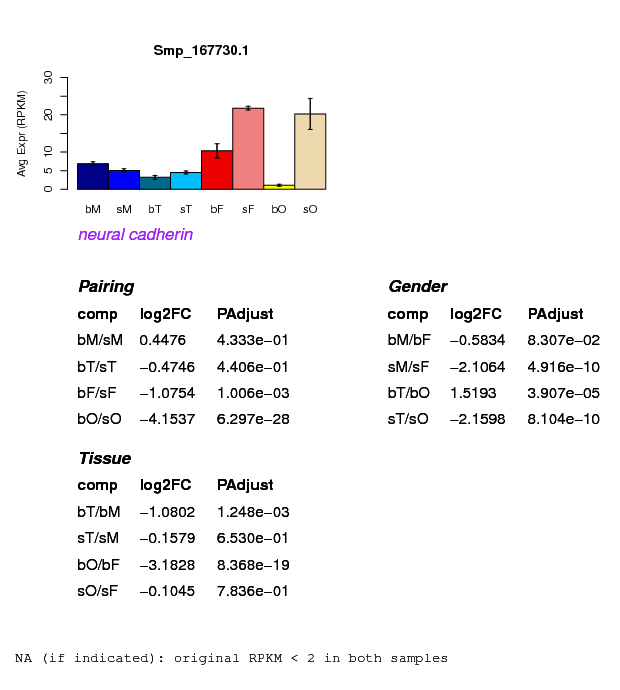 Smp_167730.1
Avg Expr (RPKM)
30
20
10
5
0
bM sM bT sT bF sF bO sO
neural cadherin
Pairing
comp log2FC PAdjust
bM/sM 0.4476 4.333e−01
bT/sT −0.4746 4.406e−01
bF/sF −1.0754 1.006e−03
bO/sO −4.1537 6.297e−28
Gender
comp log2FC PAdjust
bM/bF −0.5834 8.307e−02
sM/sF −2.1064 4.916e−10
bT/bO 1.5193 3.907e−05
sT/sO −2.1598 8.104e−10
Tissue
comp log2FC PAdjust
bT/bM −1.0802 1.248e−03
sT/sM −0.1579 6.530e−01
bO/bF −3.1828 8.368e−19
sO/sF −0.1045 7.836e−01
NA (if indicated): original RPKM < 2 in both samples